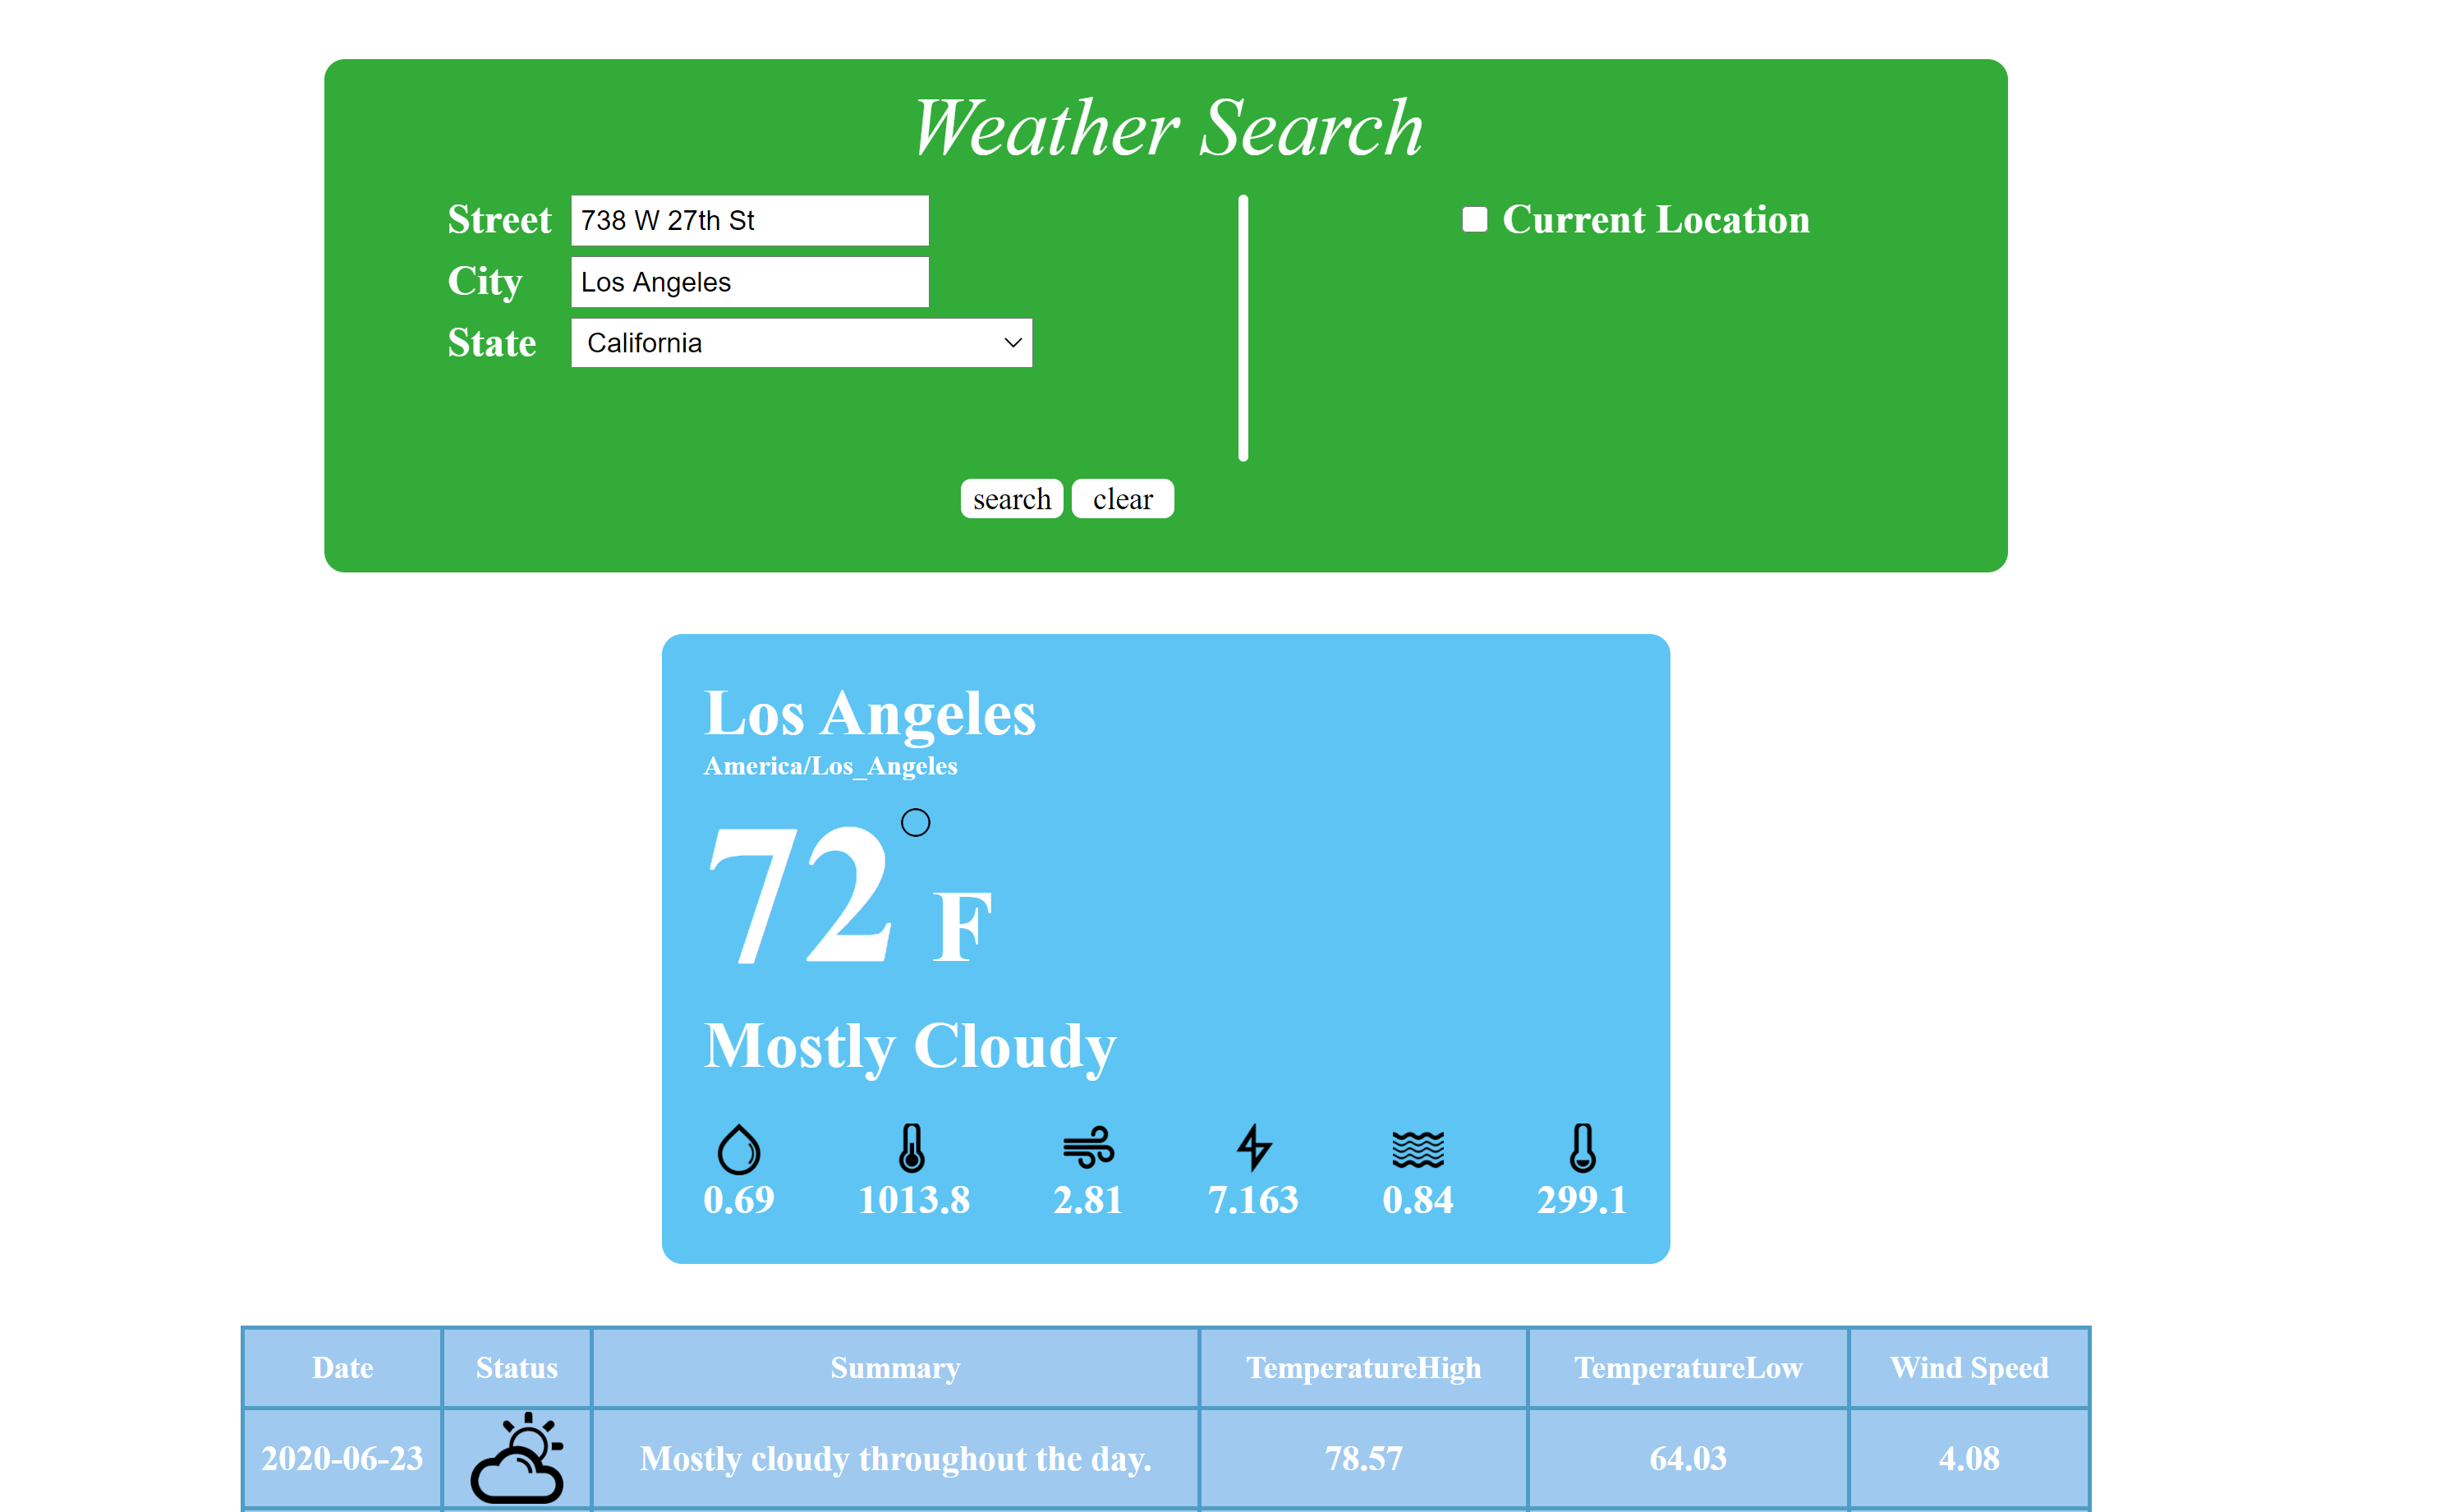 Weather Search
Street 738 W 27th St
Current Location
City Los Angeles
State California
search clear
Los Angeles
America/Los_Angeles
72 F
Mostly Cloudy
0.69 1013.8 2.81 7.163 0.84 299.1
Date Status Summary TemperatureHigh TemperatureLow Wind Speed
2020-06-23 Mostly cloudy throughout the day. 78.57 64.03 4.08